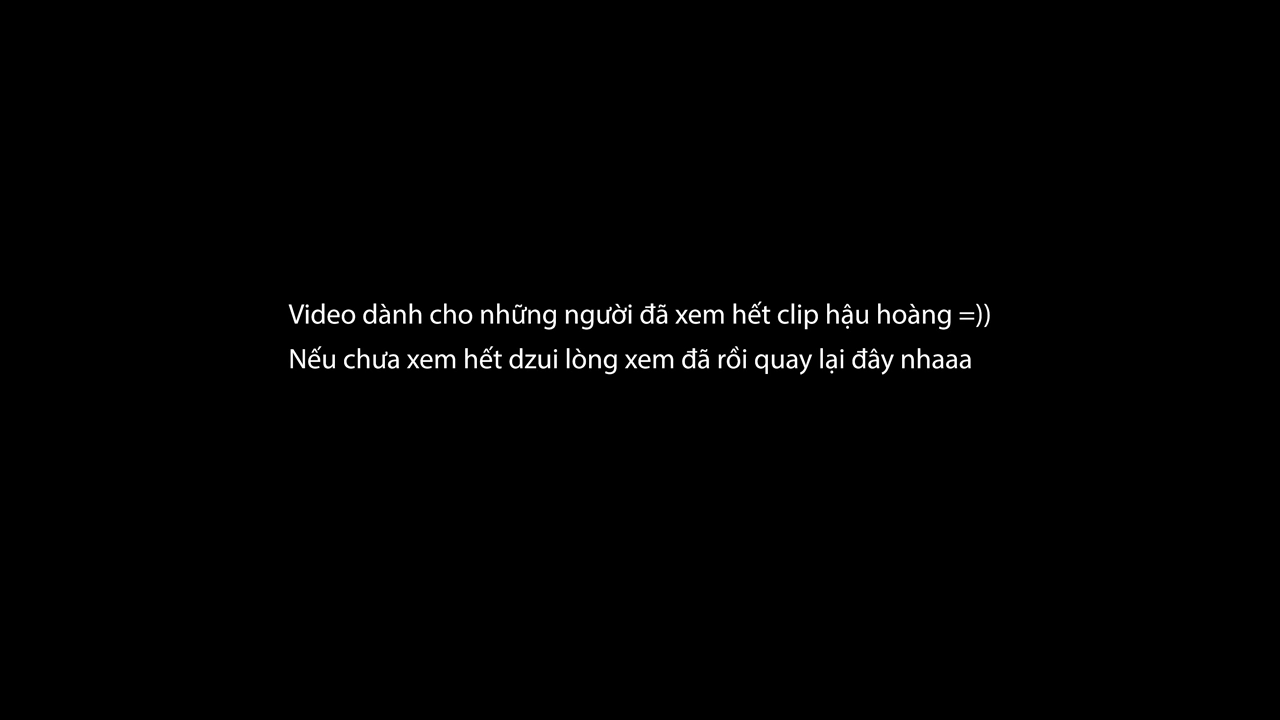 Video dành cho những người đã xem hết clip hậu hoàng =))
Nếu chưa xem hết dzui lòng xem đã rồi quay lại đây nhaaa